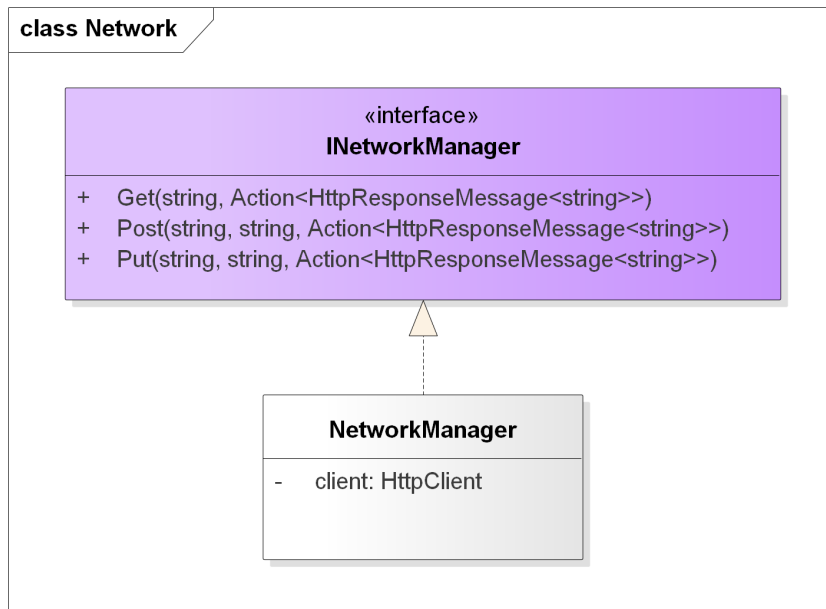 class Network
«interface»
INetworkManager
+ Get(string, Action<HttpResponseMessage<string>>)
+ Post(string, string, Action<HttpResponseMessage<string>>)
+ Put(string, string, Action<HttpResponseMessage<string>>)
NetworkManager
- client: HttpClient